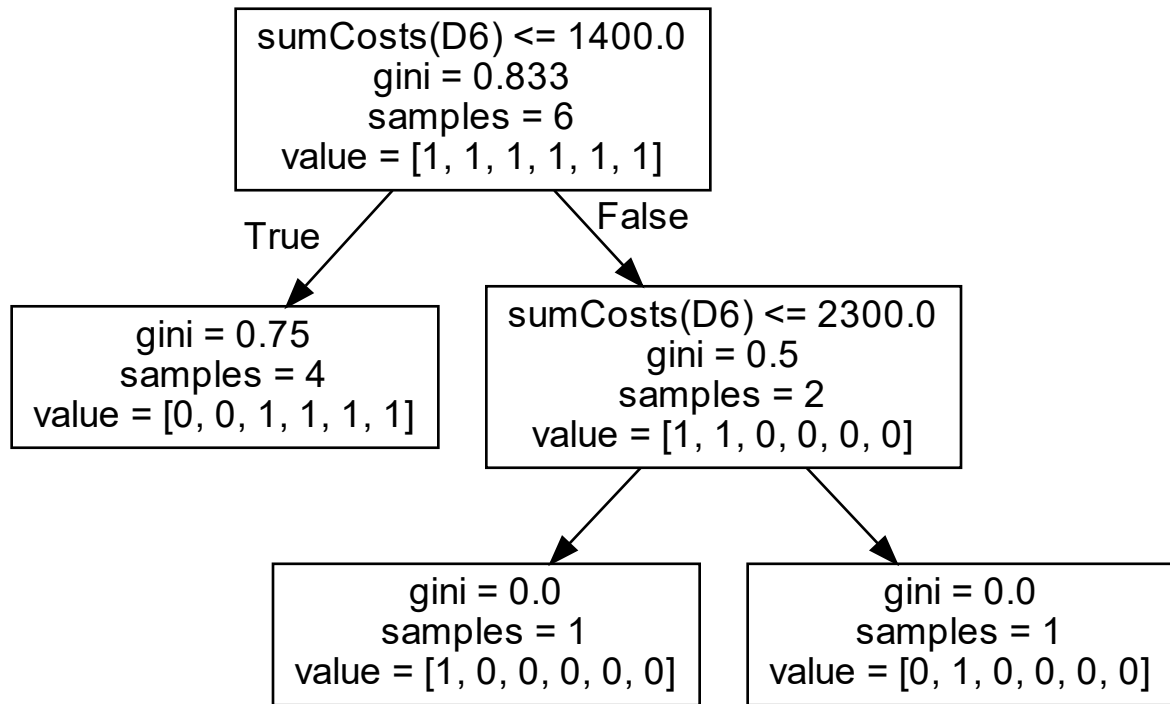 sumCosts(D6) <= 1400.0
gini = 0.833
samples = 6
value = [1, 1, 1, 1, 1, 1]
True
False
gini = 0.75
samples = 4
value = [0, 0, 1, 1, 1, 1]
sumCosts(D6) <= 2300.0
gini = 0.5
samples = 2
value = [1, 1, 0, 0, 0, 0]
gini = 0.0
samples = 1
value = [1, 0, 0, 0, 0, 0]
gini = 0.0
samples = 1
value = [0, 1, 0, 0, 0, 0]